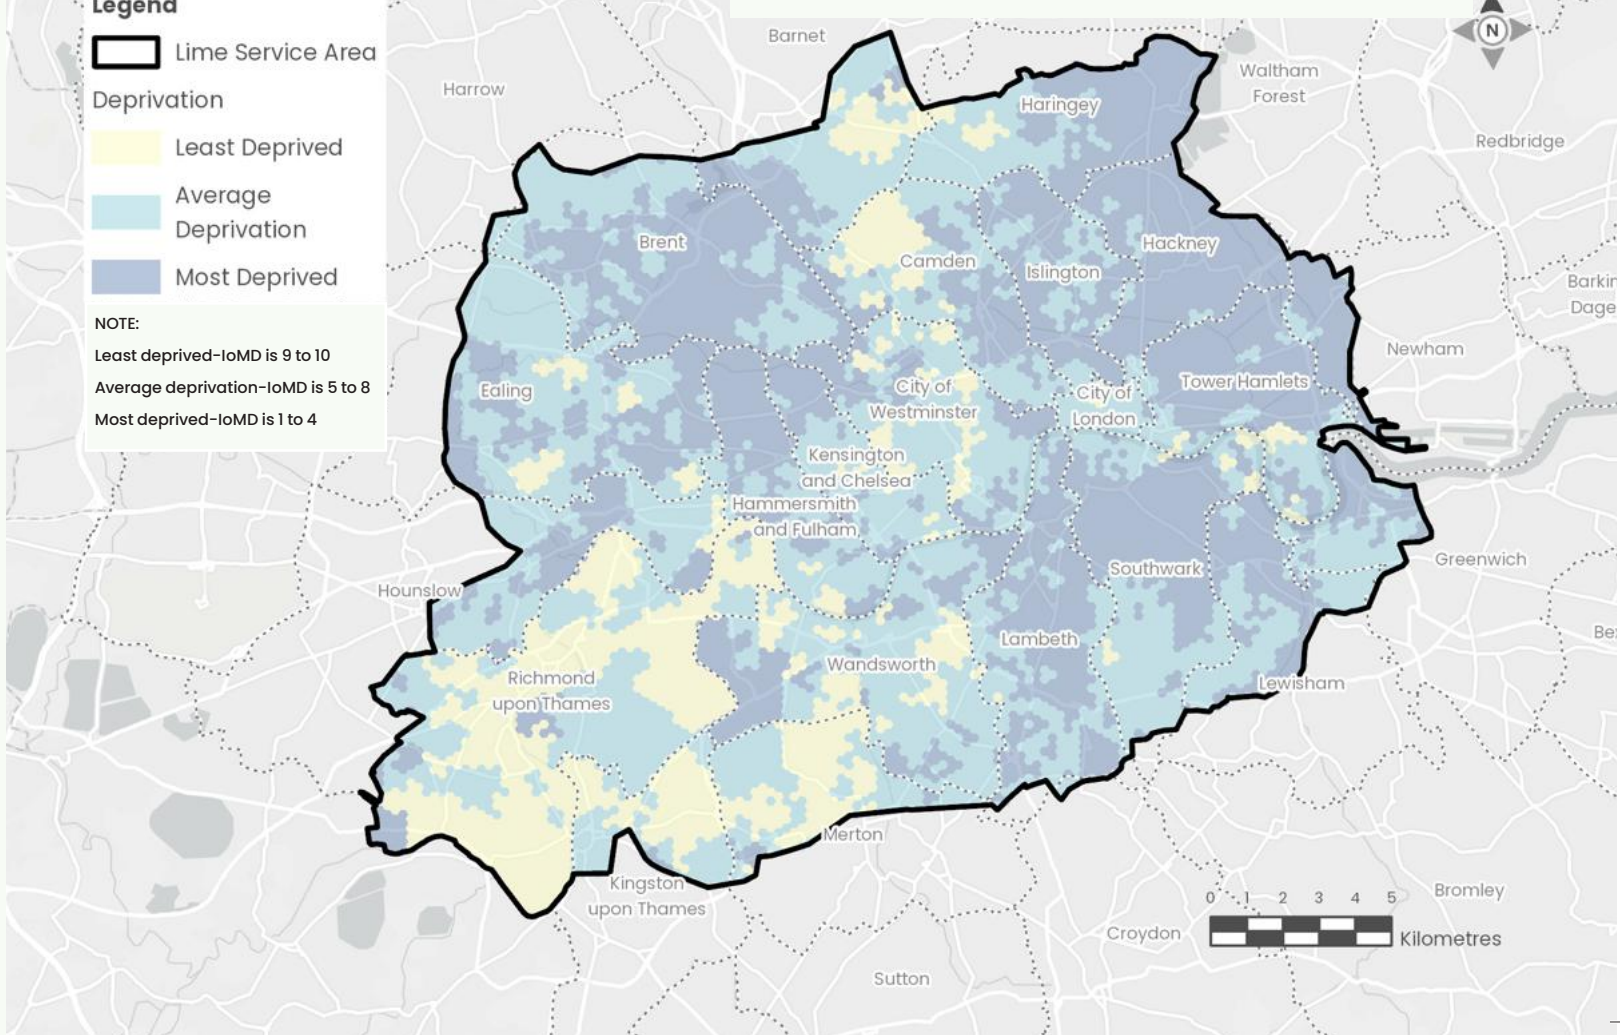 Legend
Lime Service Area
Deprivation
Least Deprived
Average
Deprivation
Most Deprived
NOTE:
Least deprived-IoMD is 9 to 10
Average deprivation-IoMD is 5 to 8
Most deprived-IoMD is 1 to 4
N
Barnet
Harrow
Haringey
Waltham
Forest
Redbridge
Brent
Camden
Islington
Hackney
Newham
Ealing
City of
Westminster
City of
London
Tower Hamlets
Kensington
and Chelsea
Hammersmith
and Fulham
Hounslow
Southwark
Greenwich
Richmond
upon Thames
Wandsworth
Lambeth
Lewisham
Merton
Kingston
upon Thames
Bromley
Croydon
Sutton
0 1 2 3 4 5
Kilometres